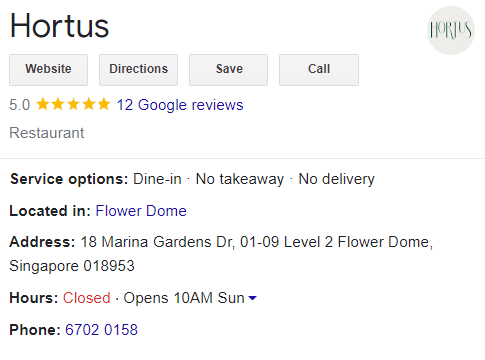 Hortus
HORTUS
Website Directions Save Call
5.0 12 Google reviews
Restaurant
Service options: Dine-in · No takeaway · No delivery
Located in: Flower Dome
Address: 18 Marina Gardens Dr, 01-09 Level 2 Flower Dome,
Singapore 018953
Hours: Closed · Opens 10AM Sun
Phone: 6702 0158